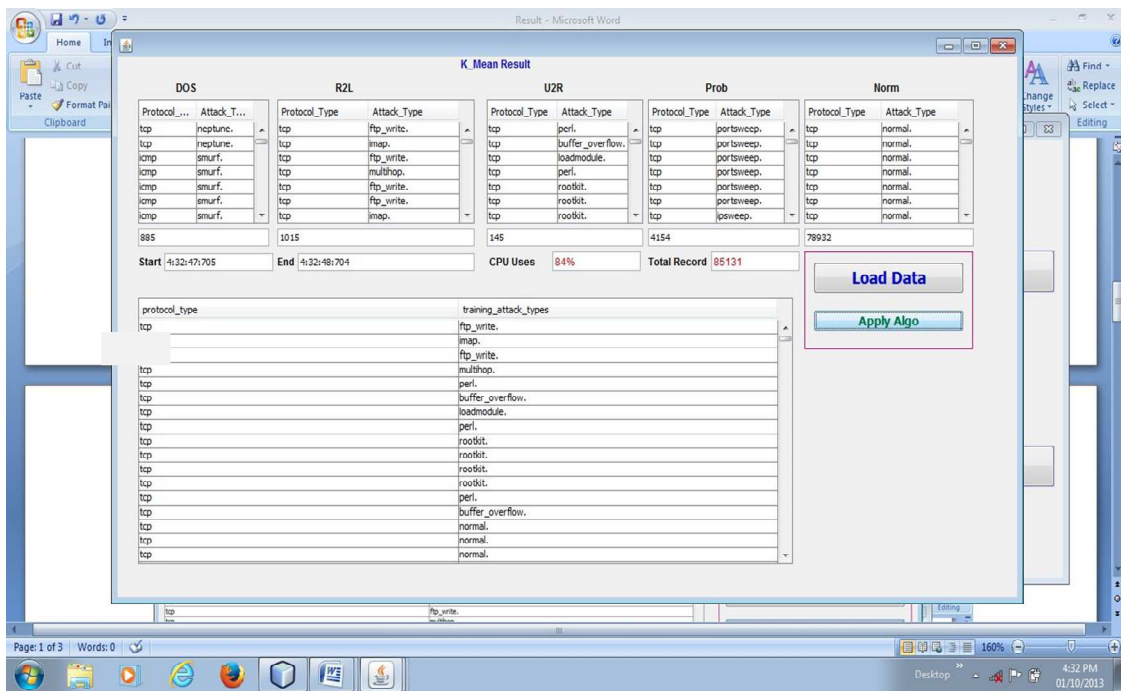 Result - Microsoft Word
Home In
Cut
Copy
Paste
Format Pai
Clipboard
Find
Replace
Select
Change
Styles
Editing
K_Mean Result
DOS R2L U2R Prob Norm
Protocol_... Attack_T... Protocol_Type Attack_Type Protocol_Type Attack_Type Protocol_Type Attack_Type Protocol_Type Attack_Type
tcp neptune. tcp ftp_write. tcp perl. tcp portsweep. tcp normal.
tcp neptune. tcp imap. tcp buffer_overflow. tcp portsweep. tcp normal.
icmp smurf. tcp ftp_write. tcp loadmodule. tcp portsweep. tcp normal.
icmp smurf. tcp multihop. tcp perl. tcp portsweep. tcp normal.
icmp smurf. tcp ftp_write. tcp rootkit. tcp portsweep. tcp normal.
icmp smurf. tcp ftp_write. tcp rootkit. tcp portsweep. tcp normal.
icmp smurf. tcp imap. tcp rootkit. tcp ipsweep. tcp normal.
885 1015 145 4154 78932
Start 4:32:47:705 End 4:32:48:704 CPU Uses 84% Total Record 85131
Load Data
Apply Algo
protocol_type training_attack_types
tcp ftp_write.
imap.
ftp_write.
tcp multihop.
tcp perl.
tcp buffer_overflow.
tcp loadmodule.
tcp perl.
tcp rootkit.
tcp rootkit.
tcp rootkit.
tcp rootkit.
tcp perl.
tcp buffer_overflow.
tcp normal.
tcp normal.
tcp normal.
tcp ftp_write.
Editing
Page: 1 of 3 Words: 0 160%
Desktop
4:32 PM
01/10/2013